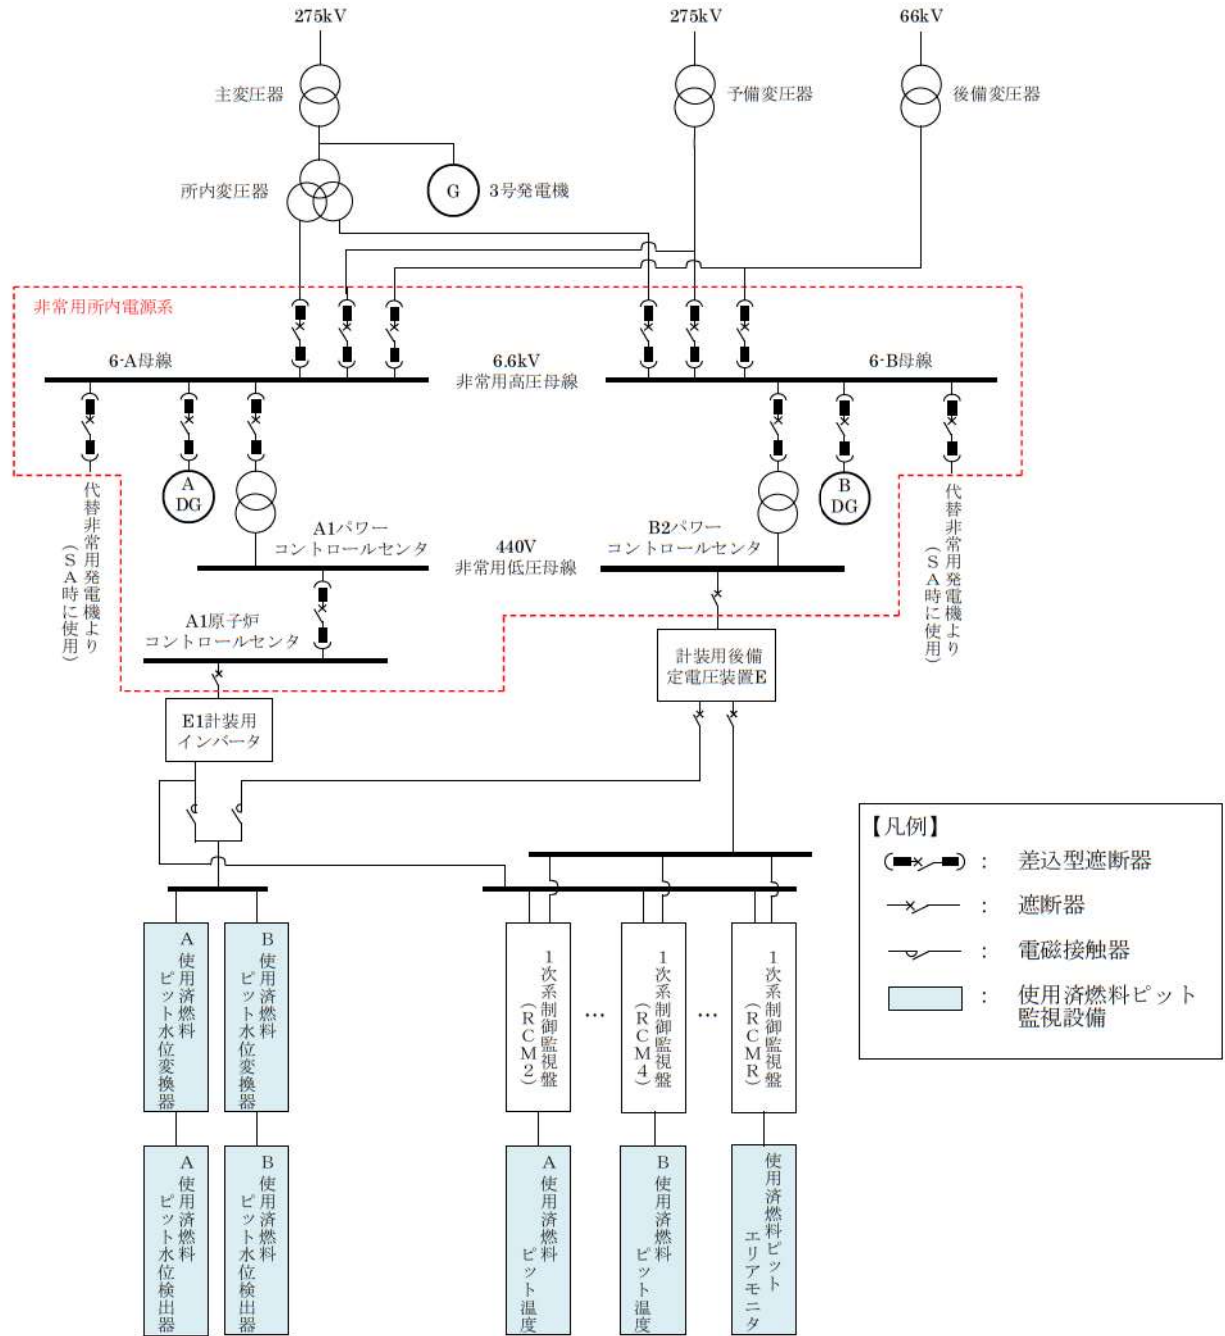 275kV
275kV
66kV
主変圧器
予備変圧器
後備変圧器
所内変圧器
G
3号発電機
非常用所内電源系
6-A母線
6.6kV
非常用高圧母線
6-B母線
A
DG
B
DG
代替非常用発電機より
(SA時に使用)
代替非常用発電機より
(SA時に使用)
A1パワー
コントロールセンタ
440V
非常用低圧母線
B2パワー
コントロールセンタ
A1原子炉
コントロールセンタ
計装用後備
定電圧装置E
E1計装用
インバータ
【凡例】
: 差込型遮断器
: 遮断器
: 電磁接触器
: 使用済燃料ピット
監視設備
A 使用済燃料
ピット水位変換器
B 使用済燃料
ピット水位変換器
1次系制御監視盤
(RCM2)
…
1次系制御監視盤
(RCM4)
…
1次系制御監視盤
(RCMR)
A 使用済燃料
ピット水位検出器
B 使用済燃料
ピット水位検出器
A 使用済燃料
ピット温度
B 使用済燃料
ピット温度
使用済燃料ピット
エリアモニタ